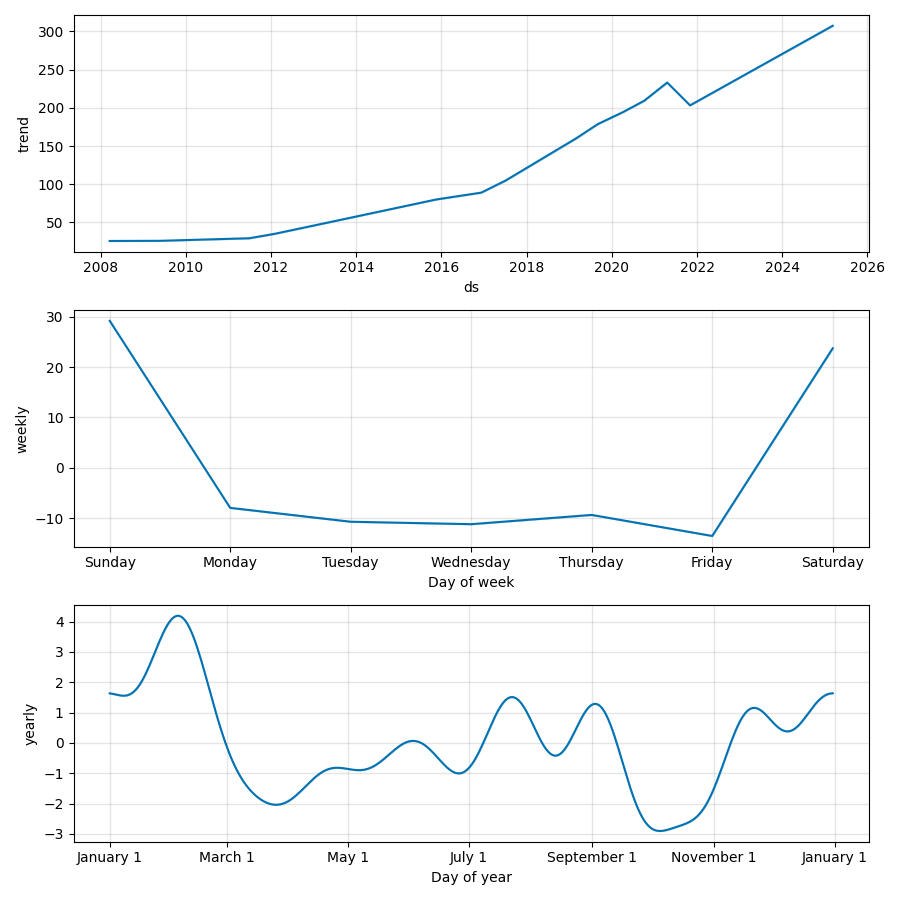 300
250
200
150
100
50
trend
2008 2010 2012 2014 2016 2018 2020 2022 2024 2026
ds
30
20
10
0
−10
weekly
Sunday Monday Tuesday Wednesday Thursday Friday Saturday
Day of week
4
3
2
1
0
−1
−2
−3
yearly
January 1 March 1 May 1 July 1 September 1 November 1 January 1
Day of year